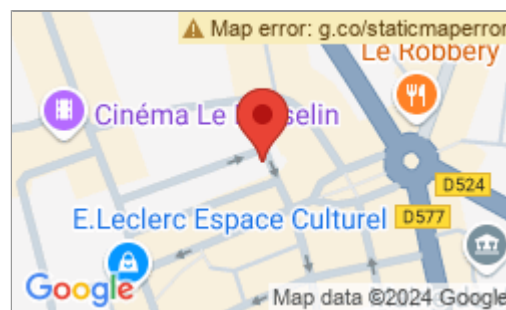 Map error: g.co/staticmaperror
Le Robbery
Cinéma Le
selin
D524
E.Leclerc Espace Culturel
D577
Google
Map data ©2024 Google